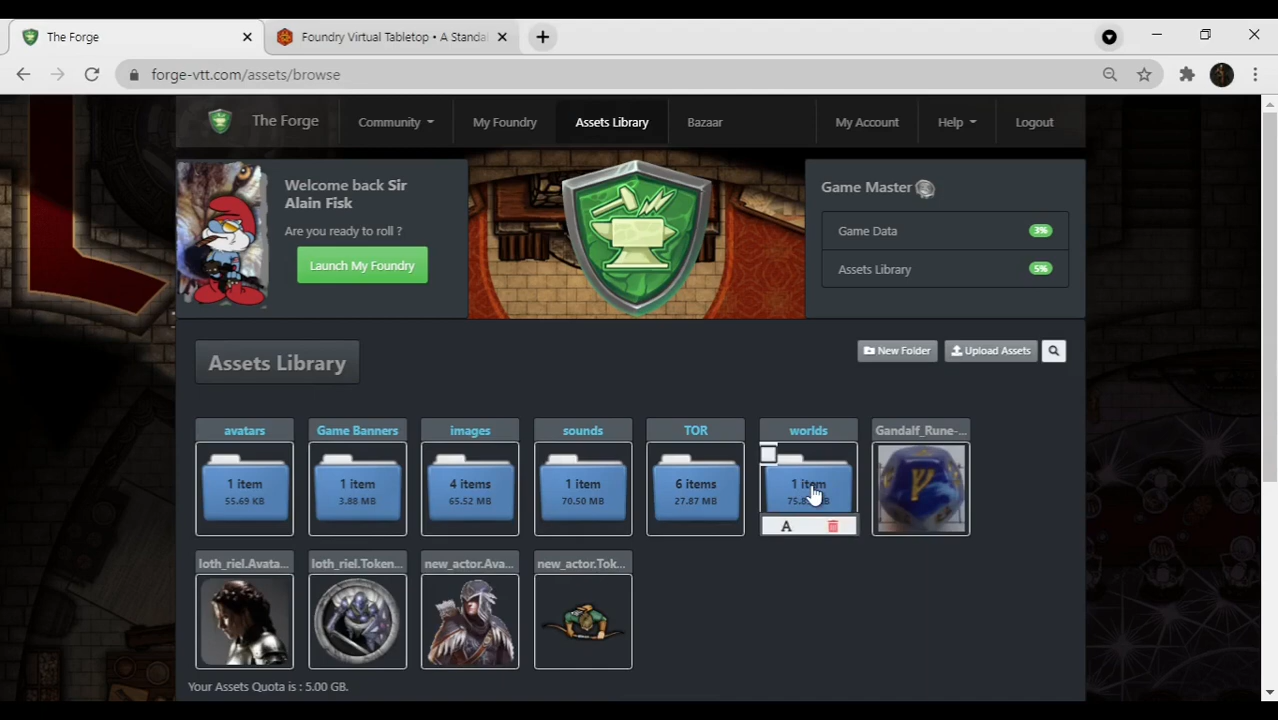 The Forge
Foundry Virtual Tabletop • A Standa
forge-vtt.com/assets/browse
The Forge
Community
My Foundry
Assets Library
Bazaar
My Account
Help
Logout
Welcome back Sir
Alain Fisk
Are you ready to roll ?
Launch My Foundry
Game Master
Game Data
3%
Assets Library
5%
Assets Library
New Folder
Upload Assets
avatars
Game Banners
images
sounds
TOR
worlds
Gandalf_Rune-...
1 item
55.69 KB
1 item
3.88 MB
4 items
65.52 MB
1 item
70.50 MB
6 items
27.87 MB
1 item
A
loth_riel.Avata...
loth_riel.Token...
new_actor.Ava...
new_actor.Tok...
Your Assets Quota is : 5.00 GB.